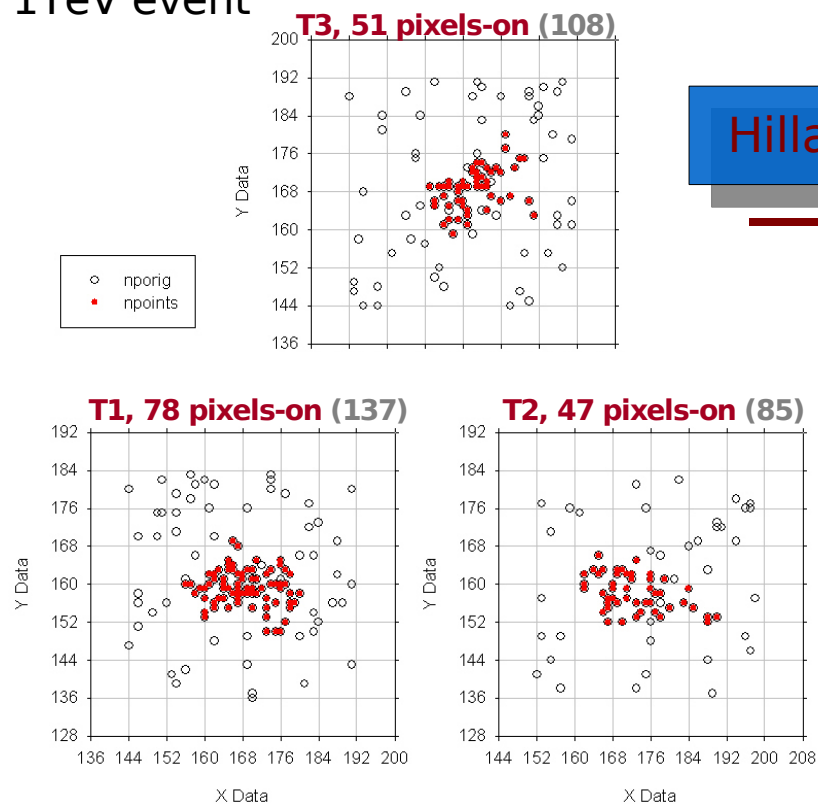 1TeV event
T3, 51 pixels-on (108)
200
192
184
176
168
160
152
144
136
Y Data
nporig
npoints
T1, 78 pixels-on (137)
192
184
176
168
160
152
144
136
128
Y Data
136 144 152 160 168 176 184 192 200
X Data
T2, 47 pixels-on (85)
192
184
176
168
160
152
144
136
128
Y Data
144 152 160 168 176 184 192 200 208
X Data